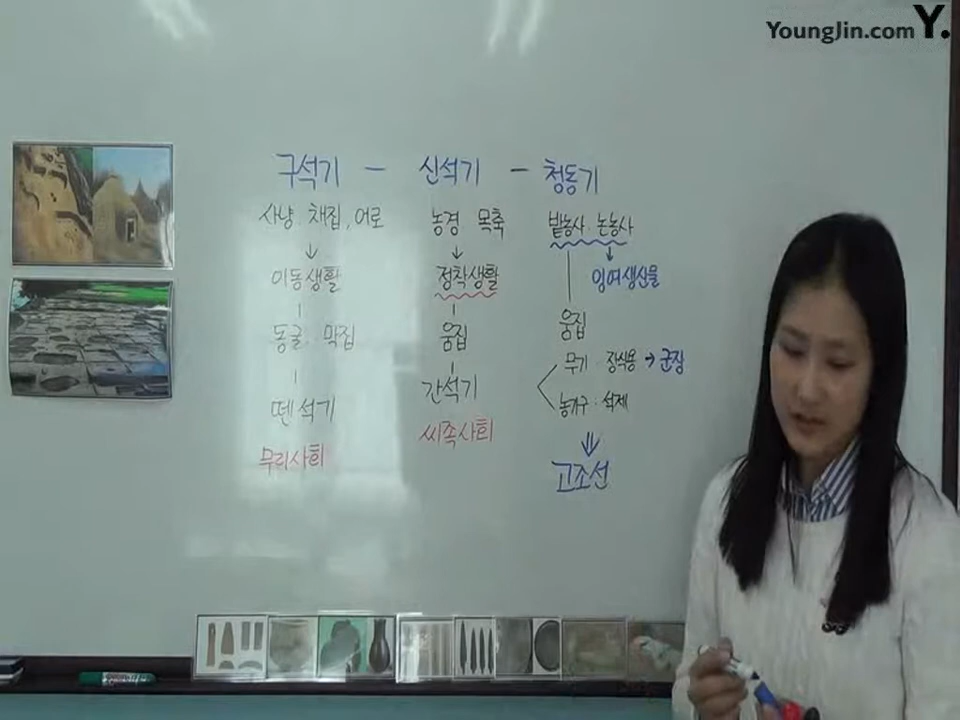 YoungJin.com Y.
구석기 - 신석기 - 청동기
사냥. 채집, 어로
농경 목축
밭농사. 논농사
↓
↓
↓
이동생활
정착생활
잉여생산물
동굴. 막집
움집
움집
무기. 장식용 → 군장
뗀석기
간석기
농기구 : 석제
무리사회
씨족사회
⇓
고조선